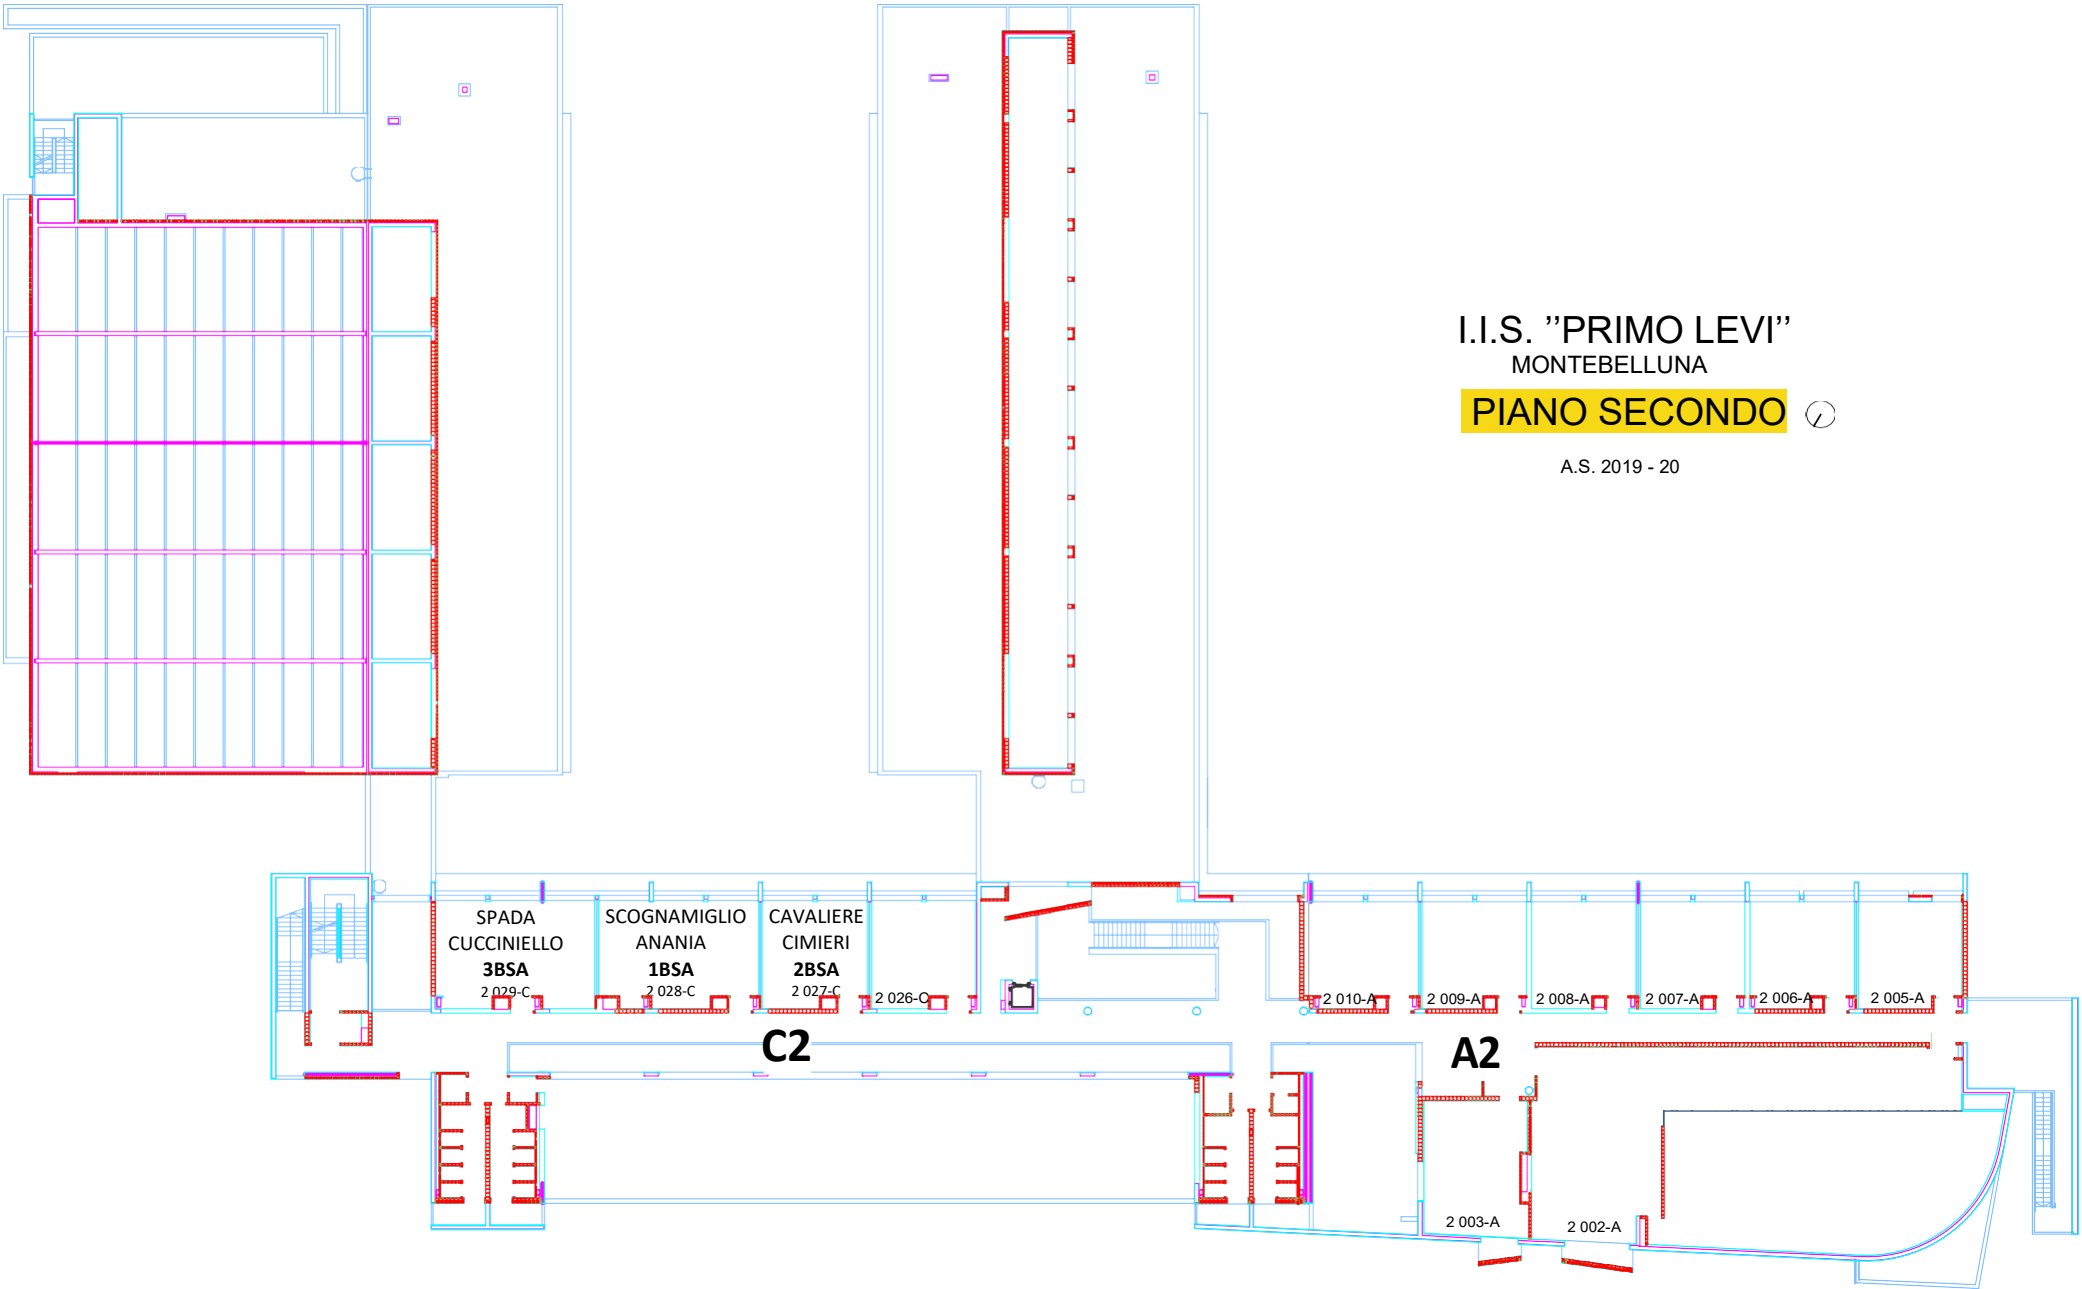 I.I.S. ’’PRIMO LEVI’’
MONTEBELLUNA
PIANO SECONDO
A.S. 2019 - 20
SPADA
CUCCINIELLO
3BSA
2 029-C
SCOGNAMIGLIO
ANANIA
1BSA
2 028-C
CAVALIERE
CIMIERI
2BSA
2 027-C
2 026-C
2 010-A
2 009-A
2 008-A
2 007-A
2 006-A
2 005-A
C2
A2
2 003-A
2 002-A